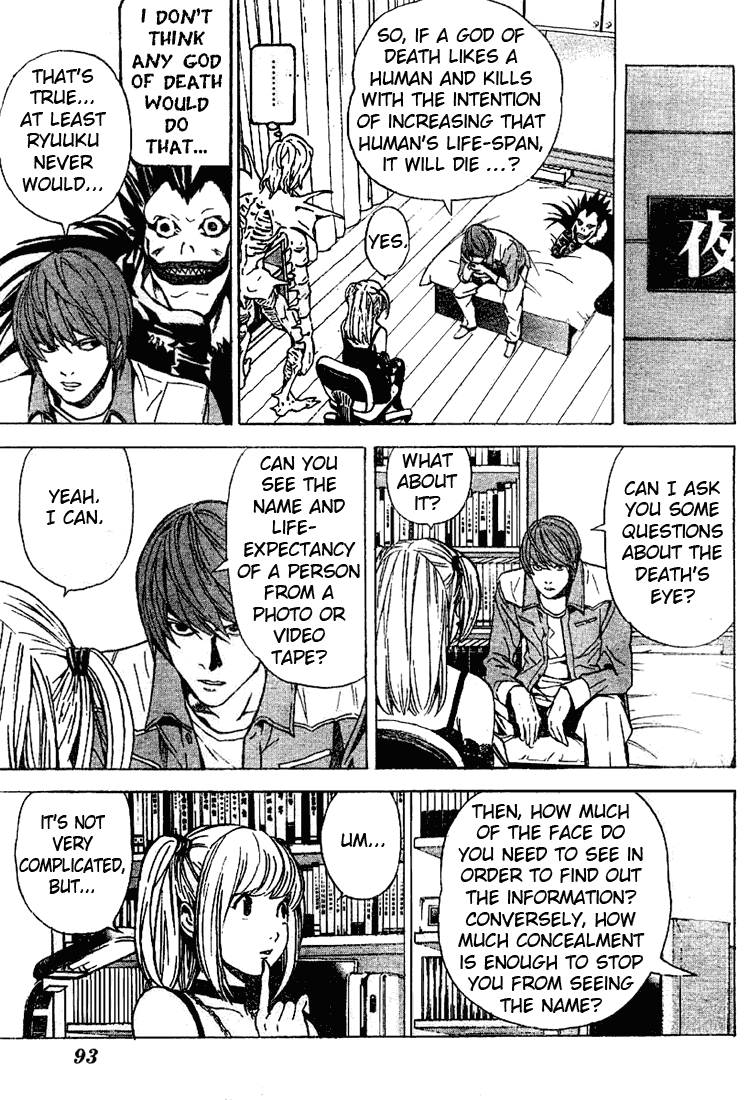 夜
SO, IF A GOD OF
DEATH LIKES
A
HUMAN AND KILLS
WITH THE INTENTION
OF INCREASING THAT
HUMAN'S LIFE-SPAN,
IT WILL DIE ...?
YES.
.........
I DON'T
THINK
ANY GOD
OF DEATH
WOULD
DO
THAT...
THAT'S
TRUE...
AT LEAST
RYUUKU
NEVER
WOULD...
CAN I ASK
YOU SOME
QUESTIONS
ABOUT THE
DEATH'S
EYE?
WHAT
ABOUT
IT?
CAN YOU
SEE THE
NAME AND
LIFE-
EXPECTANCY
OF A PERSON
FROM A
PHOTO OR
VIDEO
TAPE?
YEAH.
I CAN.
THEN, HOW MUCH
OF THE FACE DO
YOU NEED TO SEE IN
ORDER TO FIND OUT
THE INFORMATION?
CONVERSELY, HOW
MUCH CONCEALMENT
IS ENOUGH TO STOP
YOU FROM SEEING
THE NAME?
UM...
IT'S NOT
VERY
COMPLICATED,
BUT...
93